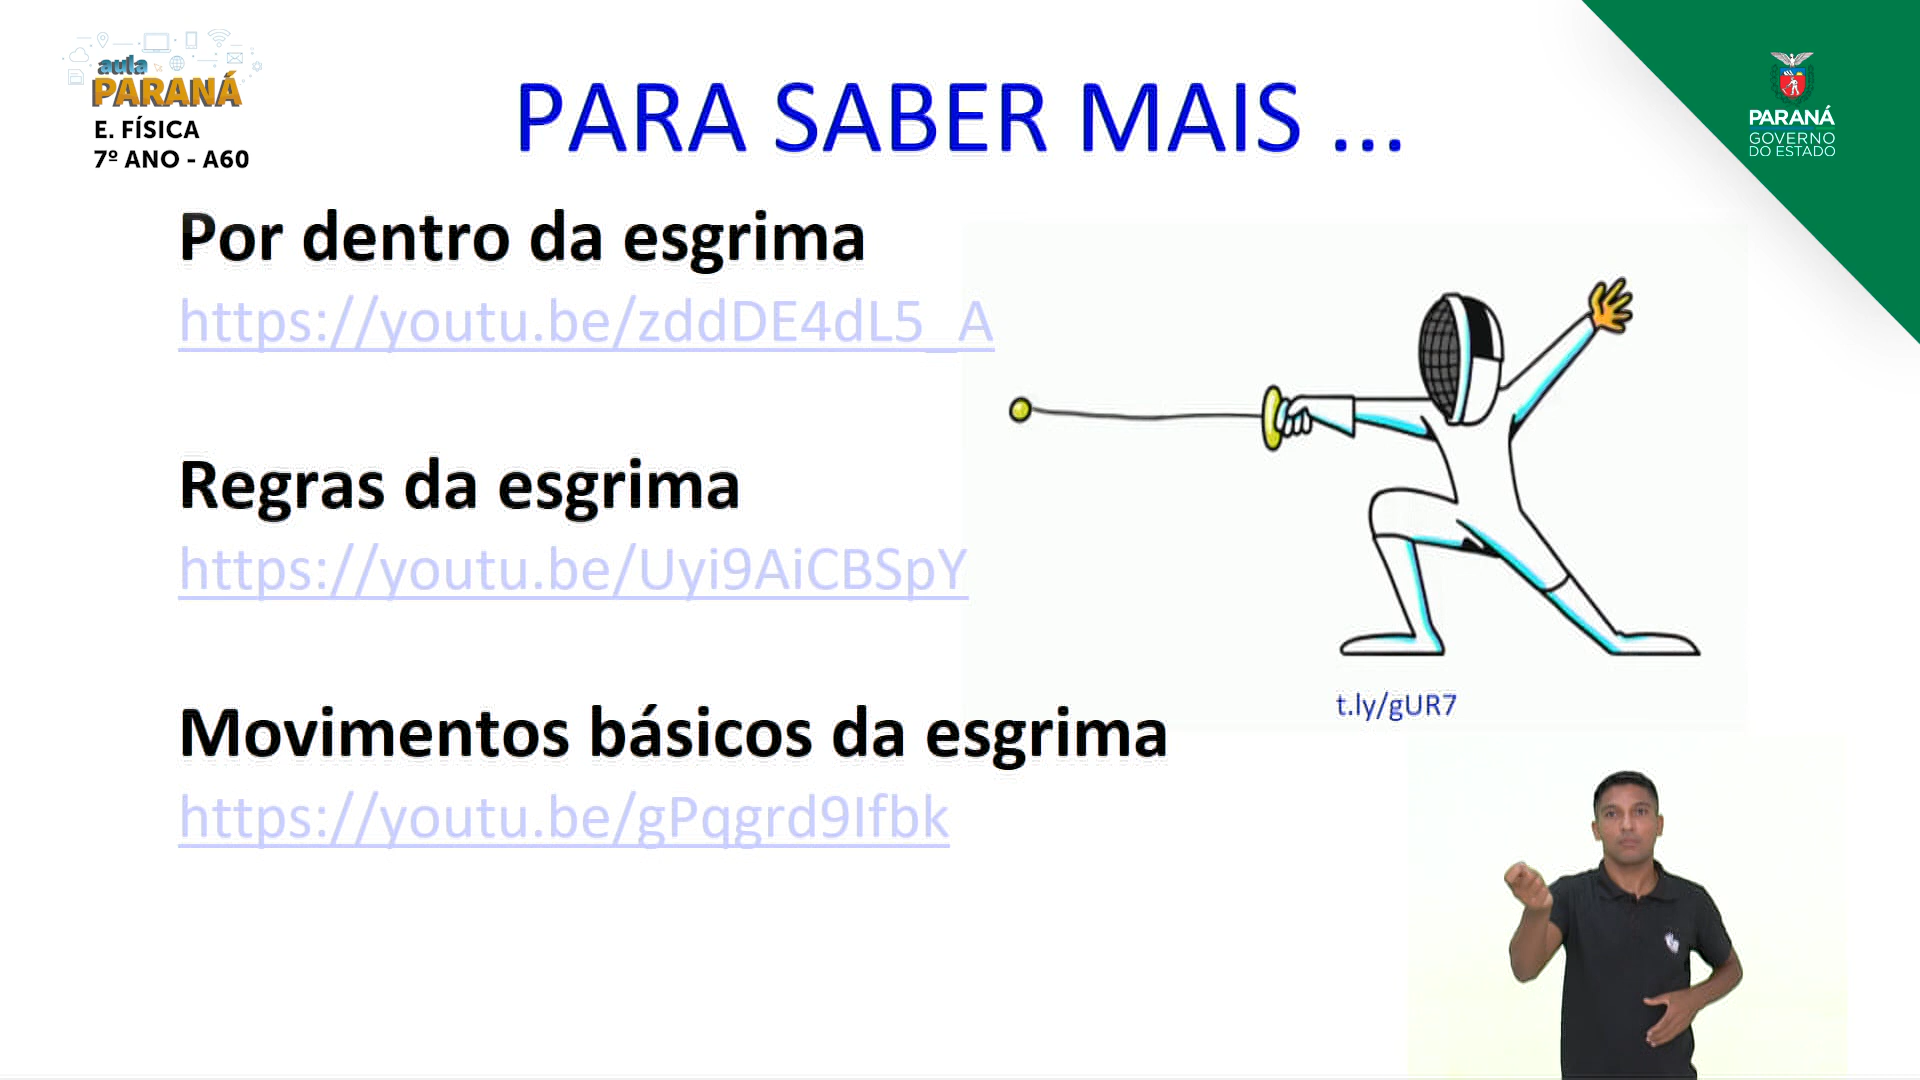 aula
PARANÁ
E. FÍSICA
7º ANO - A60
PARA SABER MAIS ...
PARANÁ
GOVERNO
DO ESTADO
Por dentro da esgrima
https://youtu.be/zddDE4dL5_A
Regras da esgrima
https://youtu.be/Uyi9AiCBSpY
t.ly/gUR7
Movimentos básicos da esgrima
https://youtu.be/gPqgrd9Ifbk